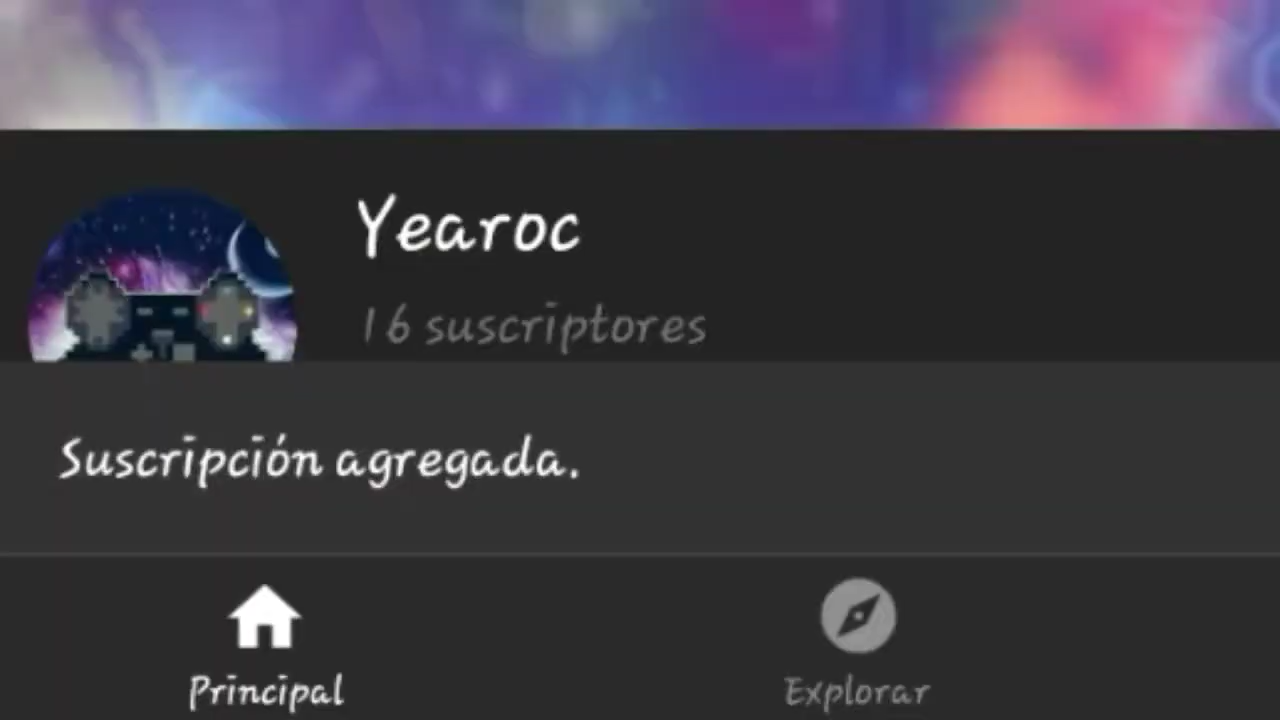 Yearoc
16 suscriptores
Suscripción agregada.
Principal
Explorar